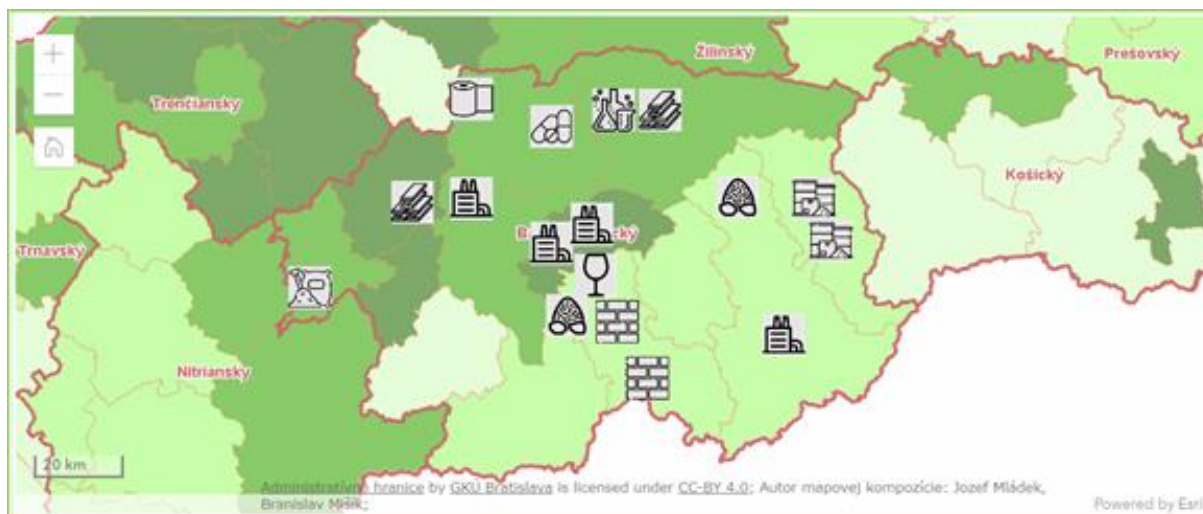 Žilinský
Prešovský
Trenčiansky
Košický
Trnavský
Nitriansky
20 km
Administratívne hranice by GKÚ Bratislava is licensed under CC-BY 4.0; Autor mapovej kompozície: Jozef Mládek,
Branislav Mišík;
Powered by Esri